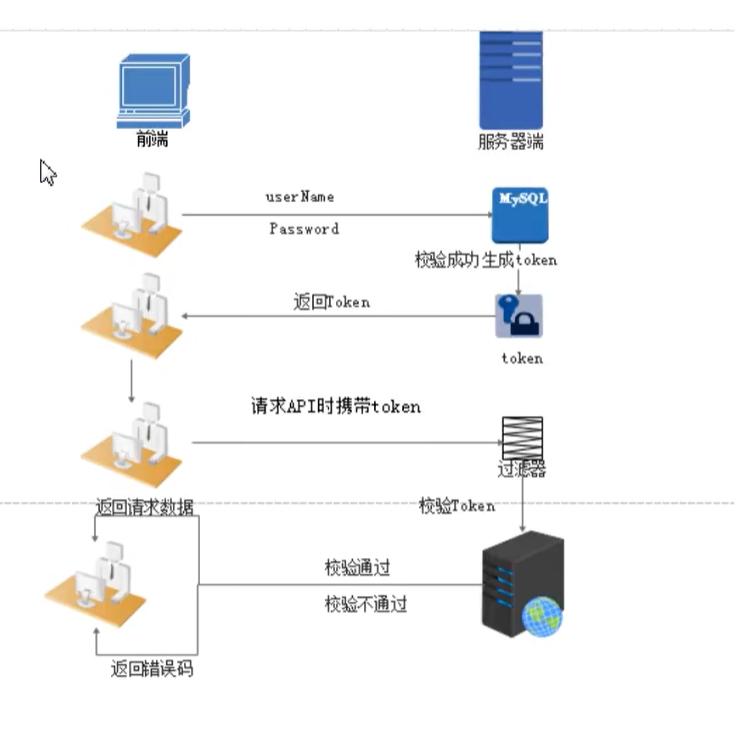 前端
服务器端
userName
MySQL
Password
校验成功生成token
返回Token
token
请求API时携带token
过滤器
返回请求数据
校验Token
校验通过
校验不通过
返回错误码